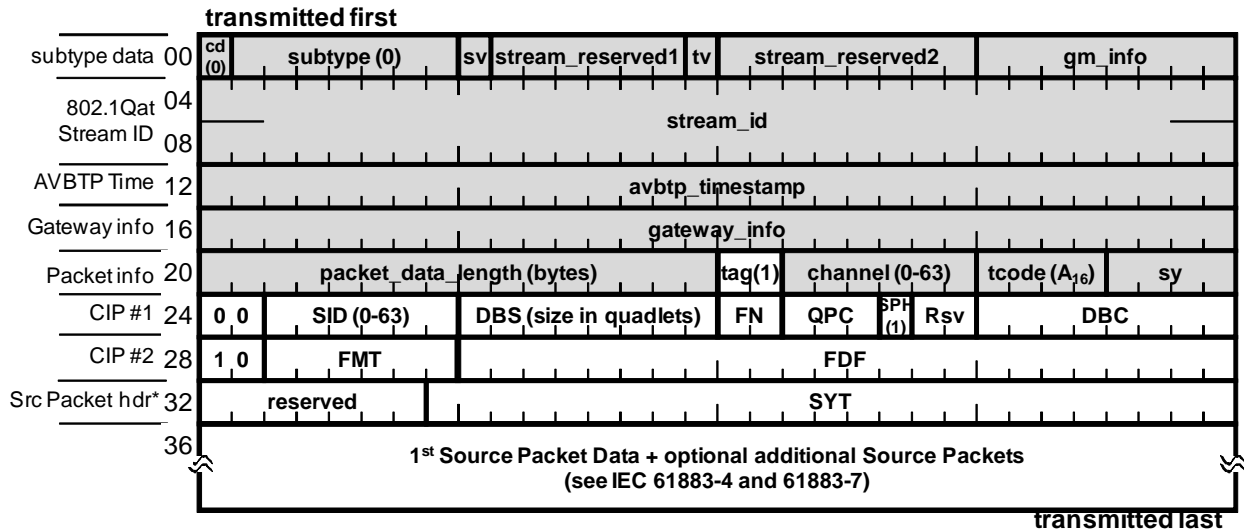 transmitted first
subtype data 00 cd (0) subtype (0) sv stream_reserved1 tv stream_reserved2 gm_info
802.1Qat Stream ID 04 08 stream_id
AVBTP Time 12 avbtp_timestamp
Gateway info 16 gateway_info
Packet info 20 packet_data_length (bytes) tag(1) channel (0-63) tcode (A16) sy
CIP #1 24 0 0 SID (0-63) DBS (size in quadlets) FN QPC SPH (1) Rsv DBC
CIP #2 28 1 0 FMT FDF
Src Packet hdr* 32 reserved SYT
36 1st Source Packet Data + optional additional Source Packets
(see IEC 61883-4 and 61883-7)
transmitted last